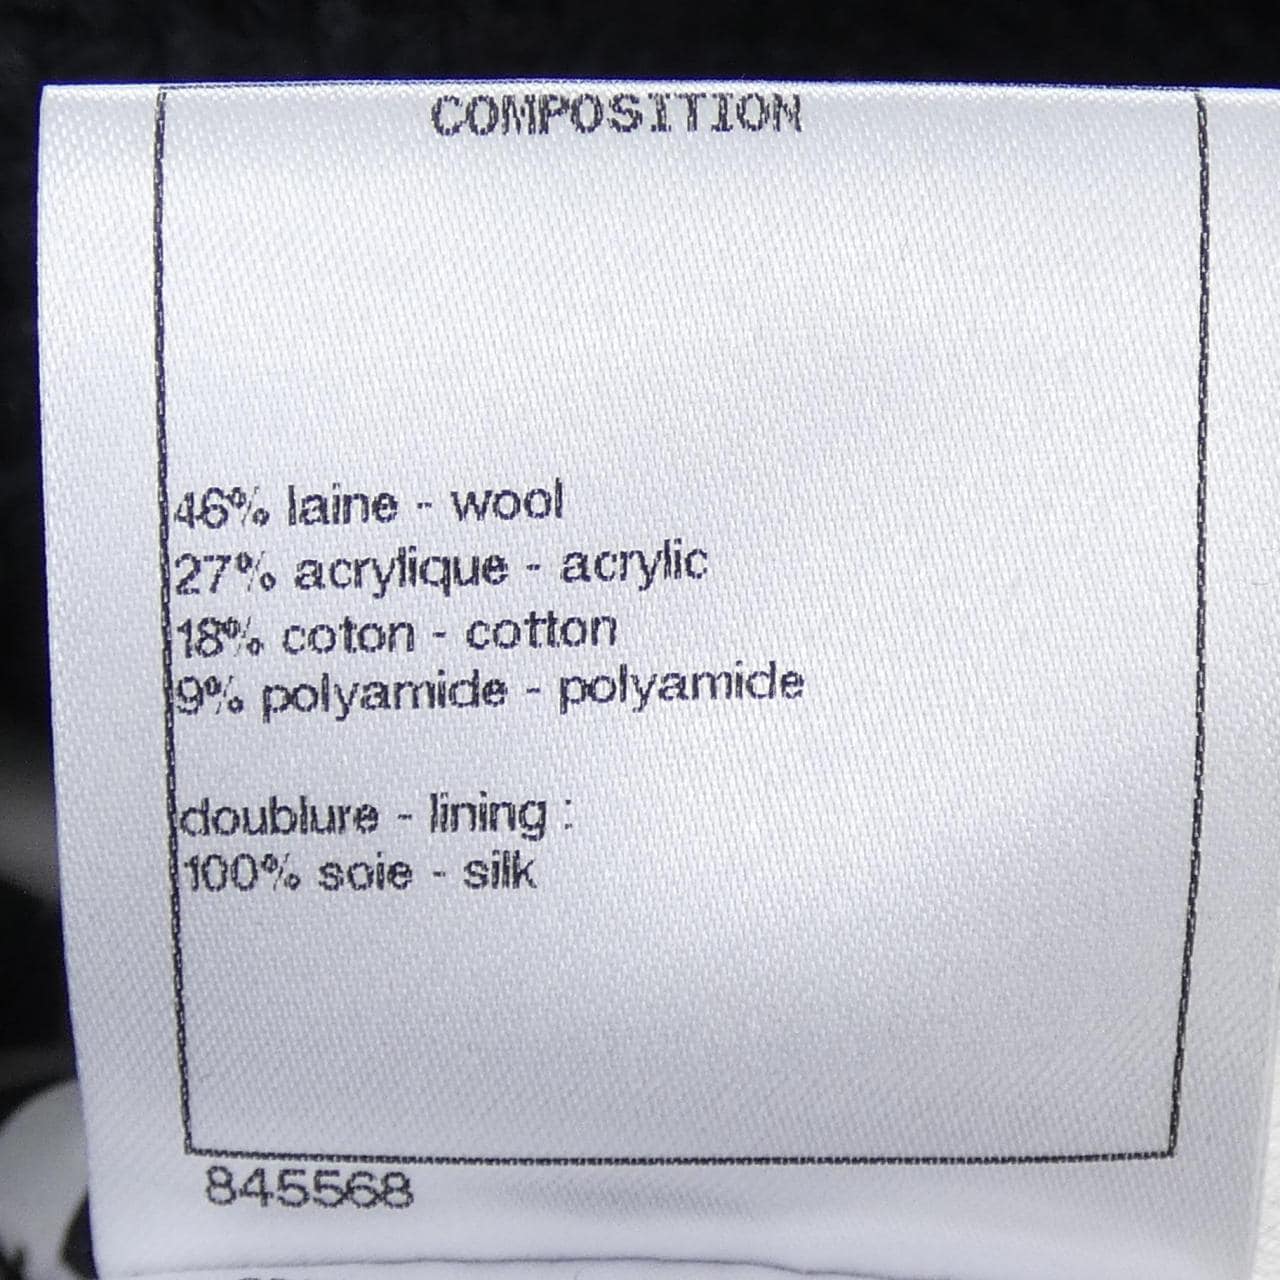 COMPOSITION
46% laine - wool
27% acrylique - acrylic
18% coton - cotton
9% polyamide - polyamide
doublure - lining :
100% soie - silk
845568